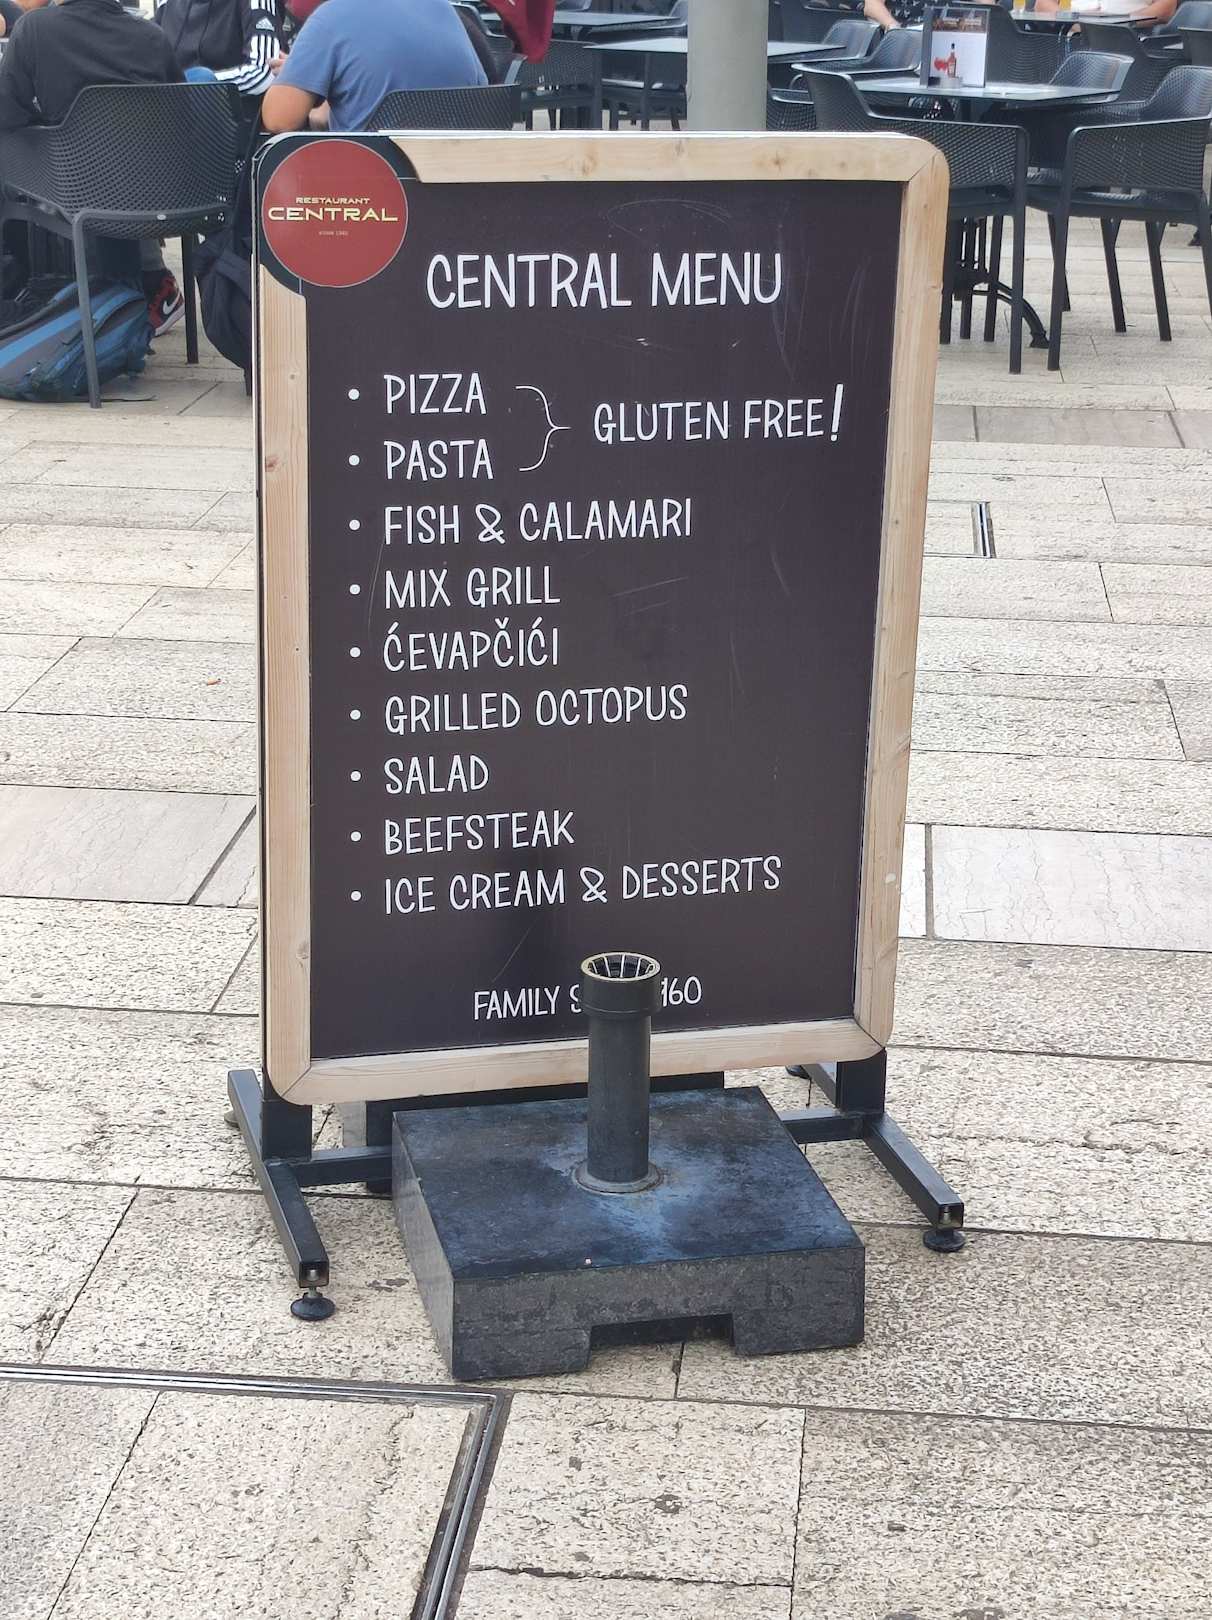 RESTAURANT
CENTRAL
CENTRAL MENU
• PIZZA
• PASTA
GLUTEN FREE!
• FISH & CALAMARI
• MIX GRILL
• ĆEVAPČIĆI
• GRILLED OCTOPUS
• SALAD
• BEEFSTEAK
• ICE CREAM & DESSERTS
FAMILY